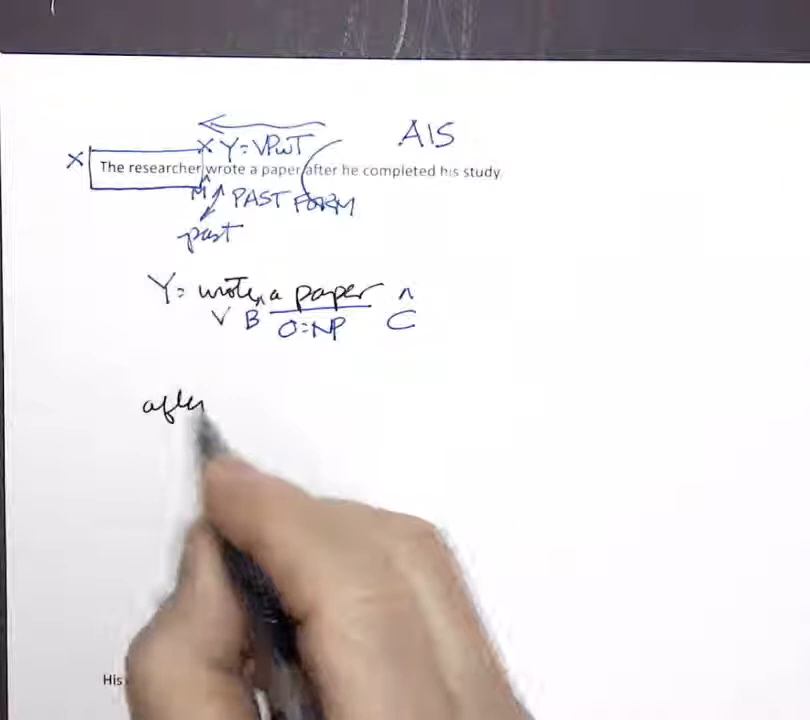 AIS
X Y=VPWT
X The researcher wrote a paper after he completed his study.
M PAST FORM
past
Y= wrote ^ a paper ^
V B O=NP C
after
His